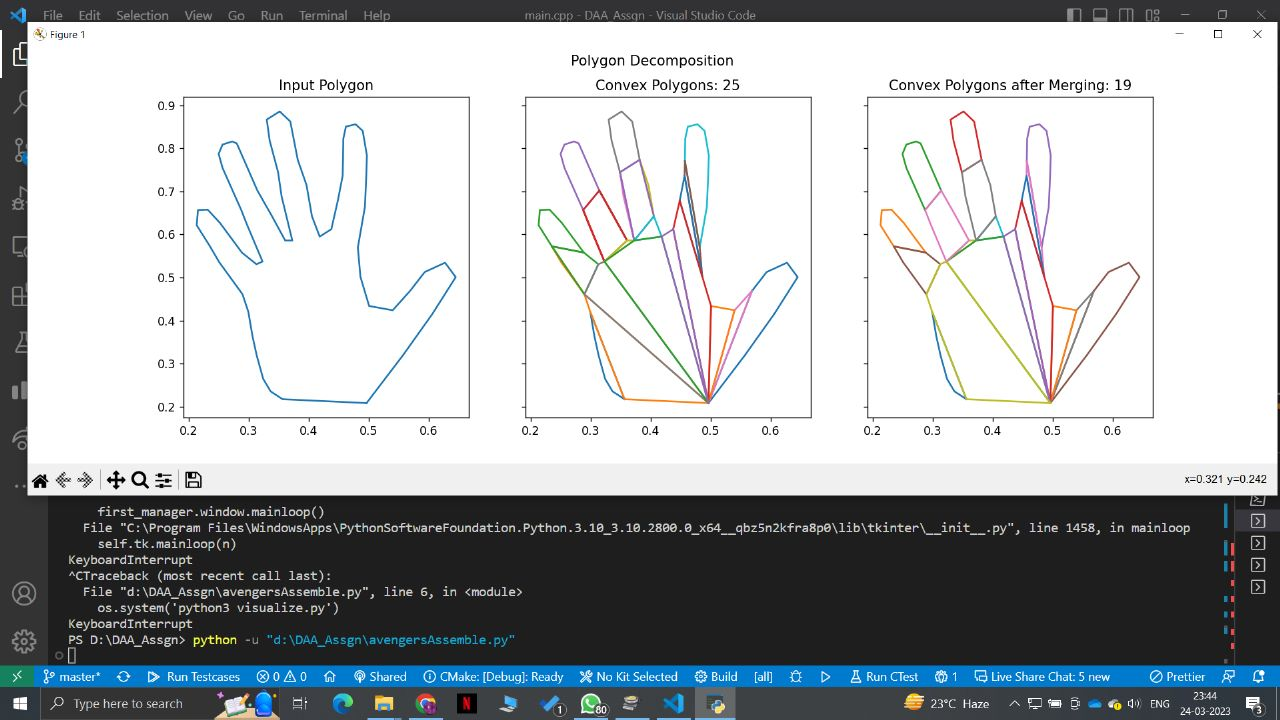 File Edit Selection View Go Run Terminal Help main.cpp - DAA_Assgn - Visual Studio Code
Figure 1
Polygon Decomposition
Input Polygon
0.9
0.8
0.7
0.6
0.5
0.4
0.3
0.2
0.2 0.3 0.4 0.5 0.6
Convex Polygons: 25
0.2 0.3 0.4 0.5 0.6
Convex Polygons after Merging: 19
0.2 0.3 0.4 0.5 0.6
x=0.321 y=0.242
first_manager.window.mainloop()
File "C:\Program Files\WindowsApps\PythonSoftwareFoundation.Python.3.10_3.10.2800.0_x64__qbz5n2kfra8p0\lib\tkinter\__init__.py", line 1458, in mainloop
self.tk.mainloop(n)
KeyboardInterrupt
^CTraceback (most recent call last):
File "d:\DAA_Assgn\avengersAssemble.py", line 6, in <module>
os.system('python3 visualize.py')
KeyboardInterrupt
PS D:\DAA_Assgn> python -u "d:\DAA_Assgn\avengersAssemble.py"
master* Run Testcases 0 0 Shared CMake: [Debug]: Ready No Kit Selected Build [all] Run CTest 1 Live Share Chat: 5 new Prettier
Type here to search
1
80
23°C Haze
ENG
23:44
24-03-2023
3